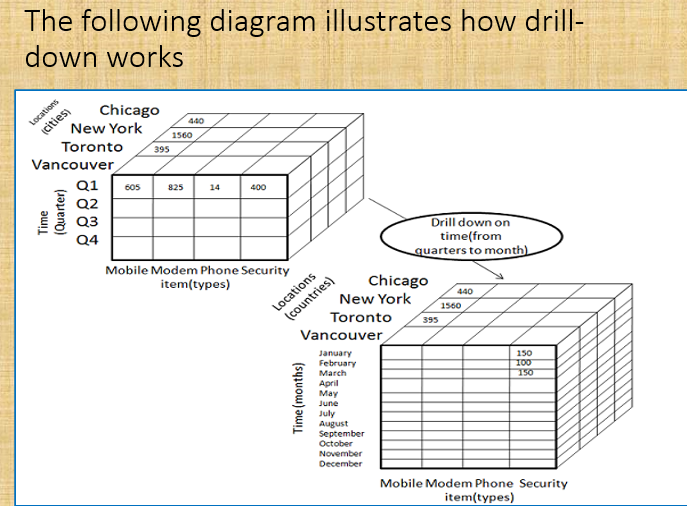 The following diagram illustrates how drill-
down works
Locations
(cities)
Chicago
New York
Toronto
Vancouver
440
1560
395
Time
(Quarter)
Q1
Q2
Q3
Q4
605 825 14 400
Mobile Modem Phone Security
item(types)
Drill down on
time(from
quarters to month)
Locations
(countries)
Chicago
New York
Toronto
Vancouver
440
1560
395
Time (months)
January 150
February 100
March 150
April
May
June
July
August
September
October
November
December
Mobile Modem Phone Security
item(types)